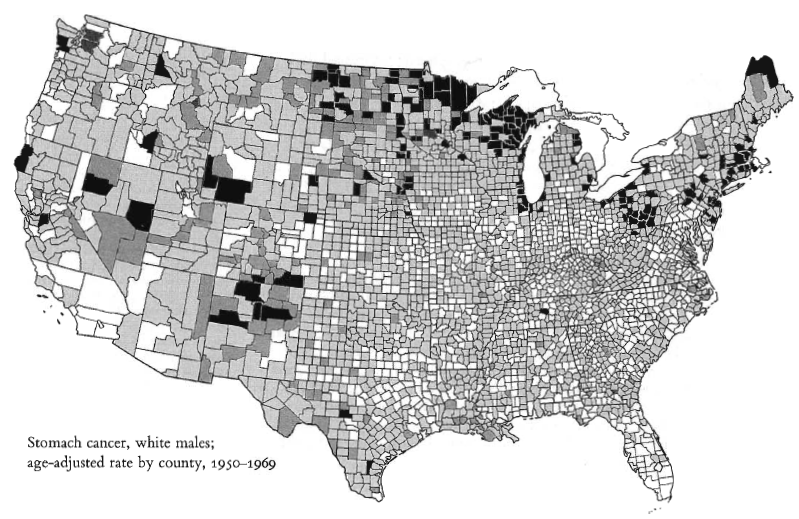 Stomach cancer, white males;
age-adjusted rate by county, 1950–1969